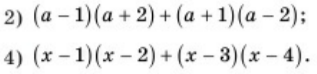 2) (a – 1)(a + 2) + (a + 1)(a – 2);
4) (x – 1)(x – 2) + (x – 3)(x – 4).